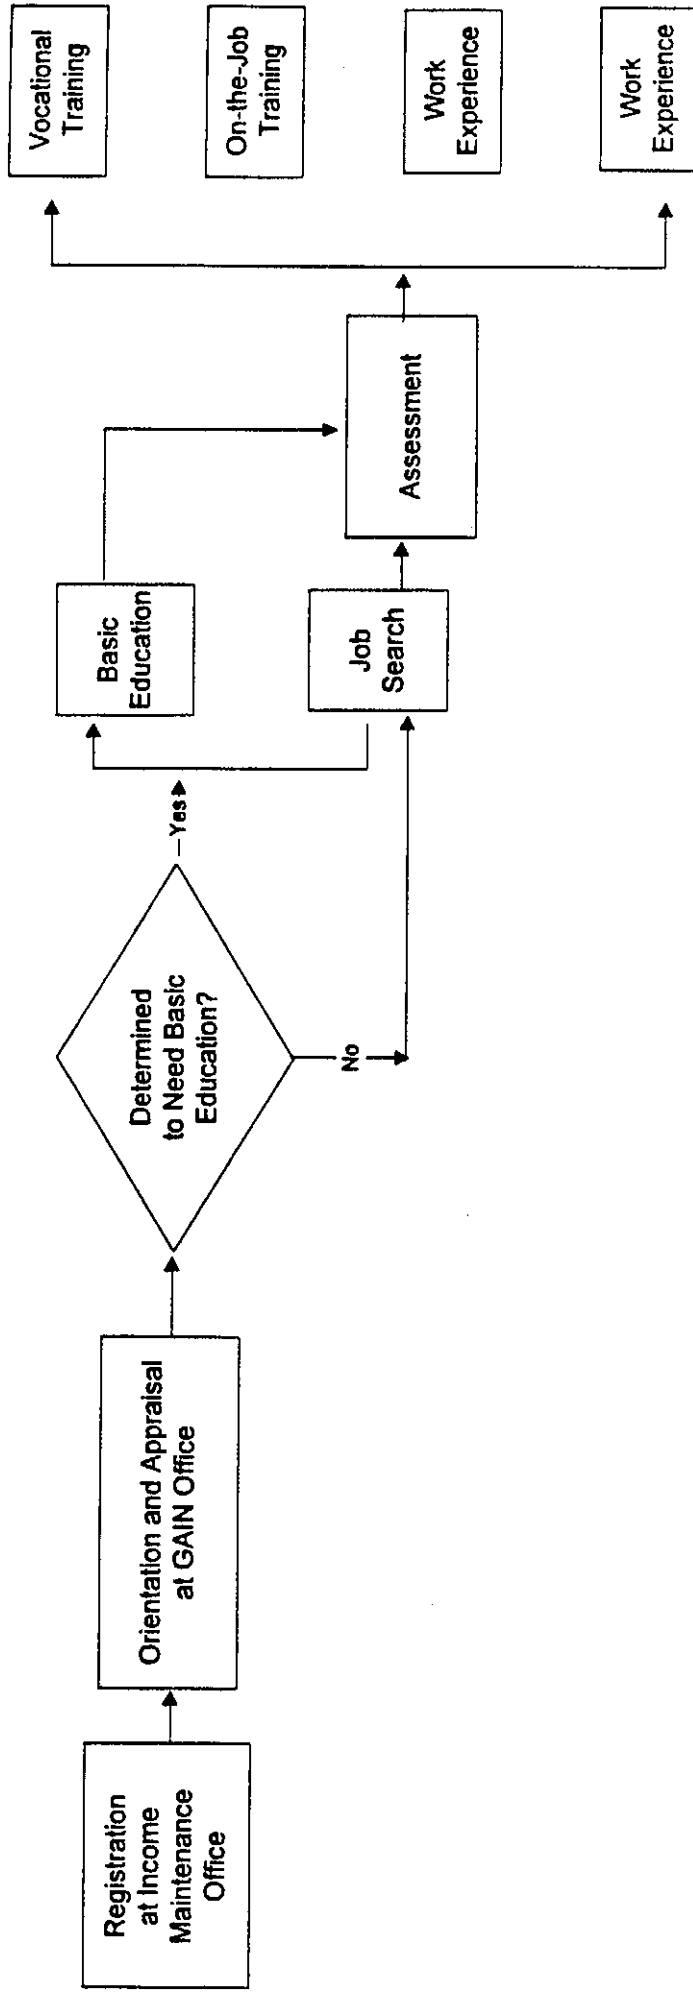 Registration
at Income
Maintenance
Office
Orientation and Appraisal
at GAIN Office
Determined
to Need Basic
Education?
Yes
No
Basic
Education
Job
Search
Assessment
Vocational
Training
On-the-Job
Training
Work
Experience
Work
Experience